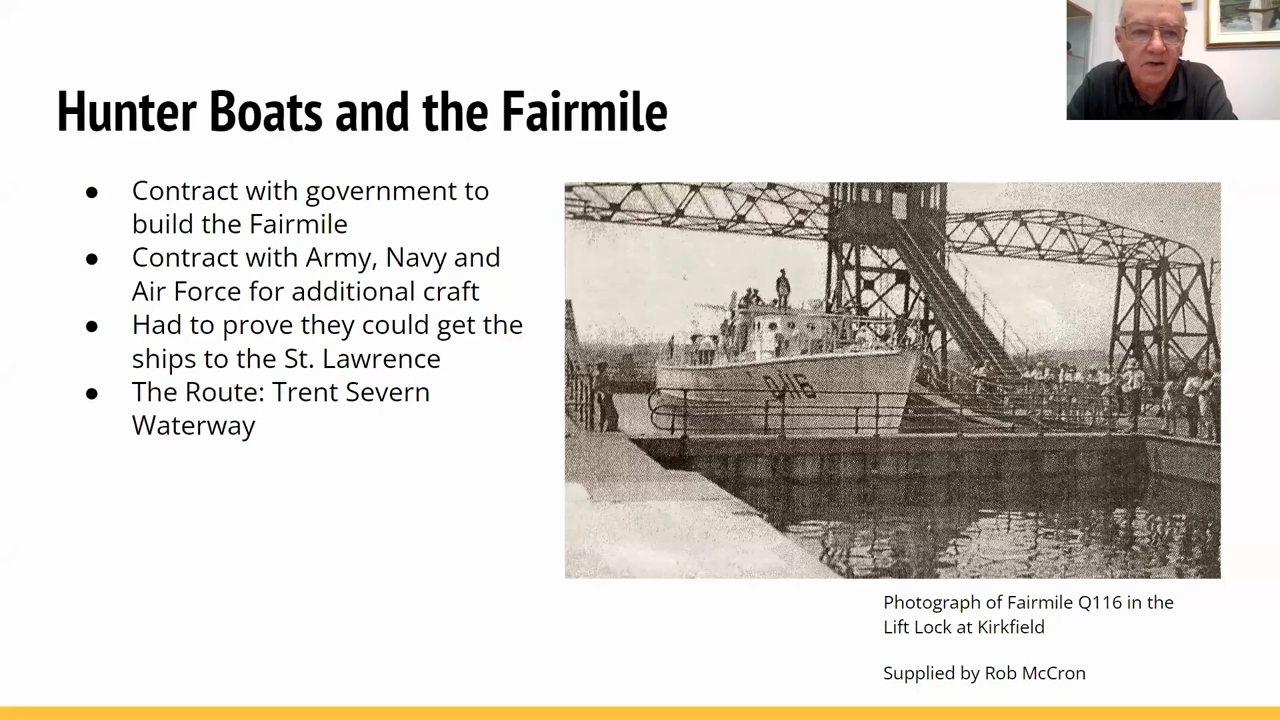 Hunter Boats and the Fairmile
● Contract with government to
build the Fairmile
● Contract with Army, Navy and
Air Force for additional craft
● Had to prove they could get the
ships to the St. Lawrence
● The Route: Trent Severn
Waterway
Q116
Photograph of Fairmile Q116 in the
Lift Lock at Kirkfield
Supplied by Rob McCron